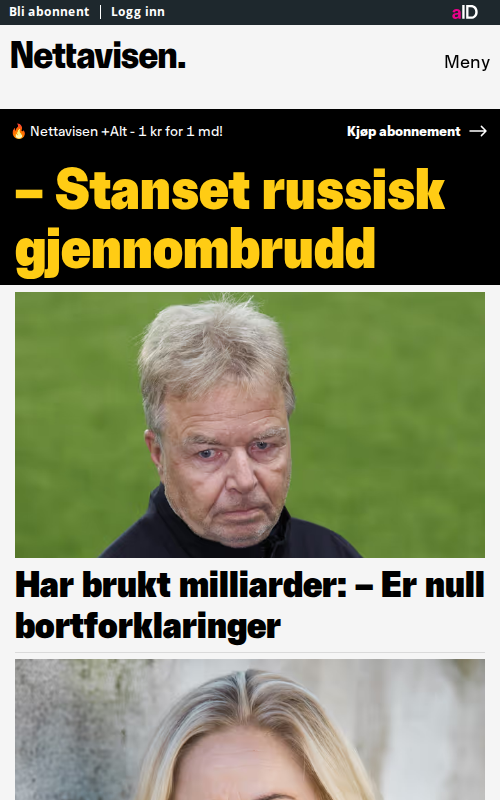 Bli abonnent | Logg inn
aID
Nettavisen.
Meny
🔥 Nettavisen +Alt - 1 kr for 1 md!
Kjøp abonnement →
– Stanset russisk
gjennombrudd
Har brukt milliarder: – Er null
bortforklaringer